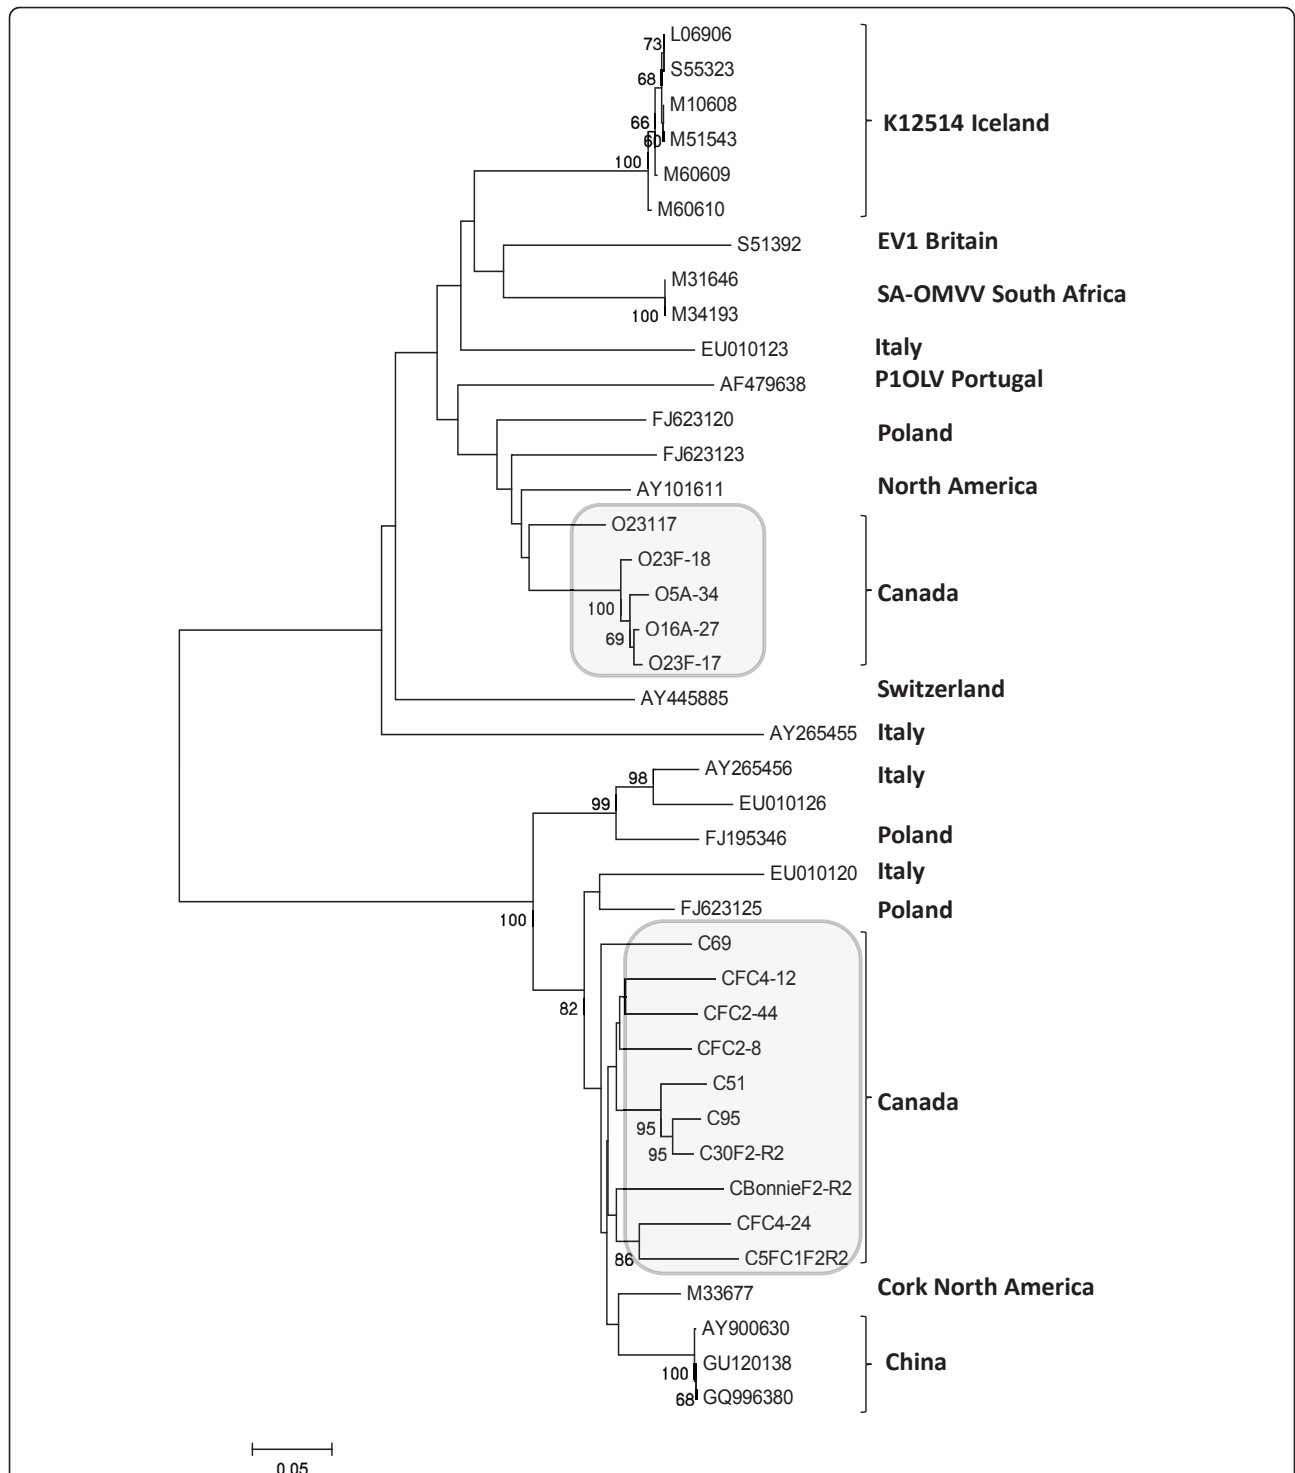 L06906
73
S55323
68
M10608
66
K12514 Iceland
M51543
60
100
M60609
M60610
S51392
EV1 Britain
M31646
SA-OMVV South Africa
100
M34193
EU010123
Italy
AF479638
P1OLV Portugal
FJ623120
Poland
FJ623123
AY101611
North America
O23117
O23F-18
O5A-34
Canada
100
O16A-27
69
O23F-17
AY445885
Switzerland
AY265455
Italy
AY265456
Italy
98
EU010126
99
FJ195346
Poland
EU010120
Italy
FJ623125
Poland
100
C69
CFC4-12
82
CFC2-44
CFC2-8
C51
Canada
C95
95
C30F2-R2
95
CBonnieF2-R2
CFC4-24
C5FC1F2R2
86
M33677
Cork North America
AY900630
GU120138
China
100
GQ996380
68
0.05